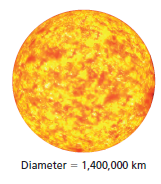 Diameter = 1,400,000 km